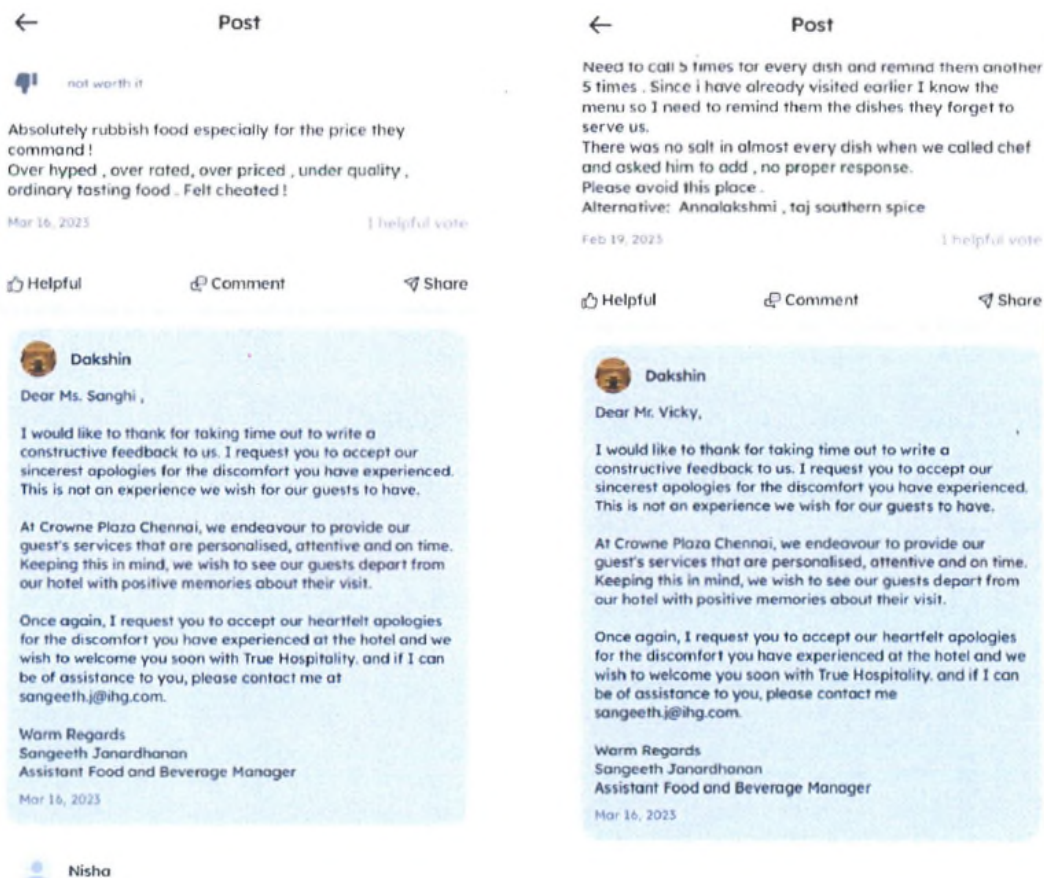 Post
not worth it
Absolutely rubbish food especially for the price they
command !
Over hyped , over rated, over priced , under quality ,
ordinary tasting food . Felt cheated !
Mar 16, 2023
1 helpful vote
Helpful
Comment
Share
Dakshin
Dear Ms. Sanghi ,
I would like to thank for taking time out to write a
constructive feedback to us. I request you to accept our
sincerest apologies for the discomfort you have experienced.
This is not an experience we wish for our guests to have.
At Crowne Plaza Chennai, we endeavour to provide our
guest's services that are personalised, attentive and on time.
Keeping this in mind, we wish to see our guests depart from
our hotel with positive memories about their visit.
Once again, I request you to accept our heartfelt apologies
for the discomfort you have experienced at the hotel and we
wish to welcome you soon with True Hospitality. and if I can
be of assistance to you, please contact me at
sangeeth.j@ihg.com.
Warm Regards
Sangeeth Janardhanan
Assistant Food and Beverage Manager
Mar 16, 2023
Nisha
Post
Need to call 5 times for every dish and remind them another
5 times . Since i have already visited earlier I know the
menu so I need to remind them the dishes they forget to
serve us.
There was no salt in almost every dish when we called chef
and asked him to add , no proper response.
Please avoid this place .
Alternative: Annalakshmi , taj southern spice
Feb 19, 2023
1 helpful vote
Helpful
Comment
Share
Dakshin
Dear Mr. Vicky,
I would like to thank for taking time out to write a
constructive feedback to us. I request you to accept our
sincerest apologies for the discomfort you have experienced.
This is not an experience we wish for our guests to have.
At Crowne Plaza Chennai, we endeavour to provide our
guest's services that are personalised, attentive and on time.
Keeping this in mind, we wish to see our guests depart from
our hotel with positive memories about their visit.
Once again, I request you to accept our heartfelt apologies
for the discomfort you have experienced at the hotel and we
wish to welcome you soon with True Hospitality. and if I can
be of assistance to you, please contact me
sangeeth.j@ihg.com.
Warm Regards
Sangeeth Janardhanan
Assistant Food and Beverage Manager
Mar 16, 2023